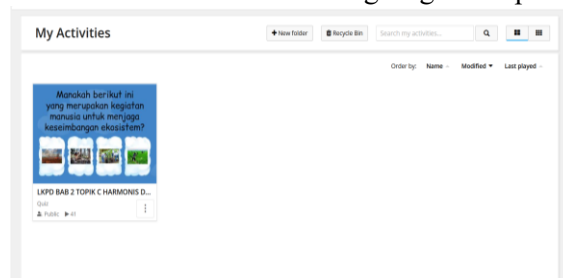 My Activities
New folder
Recycle Bin
Search my activities...
Order by: Name Modified Last played
Manakah berikut ini
yang merupakan kegiatan
manusia untuk menjaga
keseimbangan ekosistem?
LKPD BAB 2 TOPIK C HARMONIS D...
Quiz
Public 41